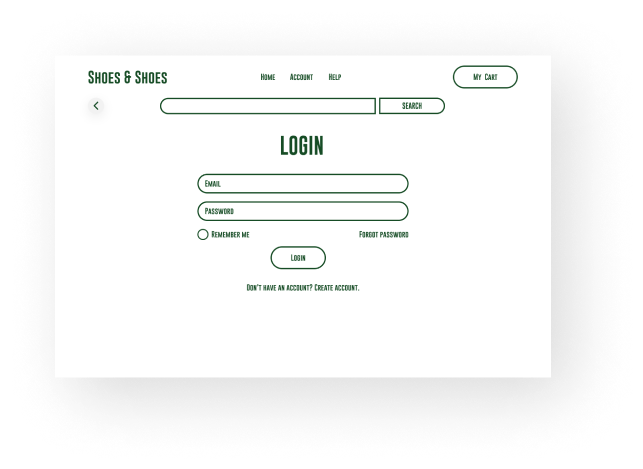 Shoes & Shoes
Home Account Help
My Cart
SEARCH
LOGIN
Email
Password
Remember me Forgot password
Login
Don't have an account? Create account.